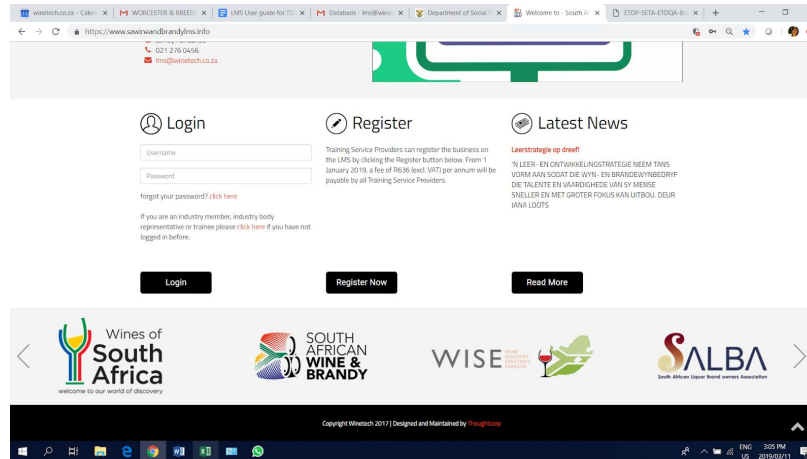 winetech.co.za – Calen
WORCESTER & BREED
LMS User guide for TS
Databasis - lms@wine
Department of Social
Welcome to - South Af
ETDP-SETA-ETDQA-B
https://www.sawineandbrandylms.info
021 276 0456
lms@winetech.co.za
Login
Username
Password
forgot your password? click here
If you are an industry member, industry body
representative or trainee please click here if you have not
logged in before.
Login
Register
Training Service Providers can register the business on
the LMS by clicking the Register button below. From 1
January 2019, a fee of R636 (excl. VAT) per annum will be
payable by all Training Service Providers.
Register Now
Latest News
Leerstrategie op dreef!
'N LEER- EN ONTWIKKELINGSTRATEGIE NEEM TANS
VORM AAN SODAT DIE WYN- EN BRANDEWYNBEDRYF
DIE TALENTE EN VAARDIGHEDE VAN SY MENSE
SNELLER EN MET GROTER FOKUS KAN UITBOU. DEUR
JANA LOOTS
Read More
Wines of
South
Africa
welcome to our world of discovery
SOUTH
AFRICAN
WINE &
BRANDY
WISE
WINE
INDUSTRY
STRATEGIC
EXERCISE
SALBA
South African Liquor Brand owners Association
Copyright Winetech 2017 | Designed and Maintained by Thoughtcorp
ENG
US
3:05 PM
2019/03/11